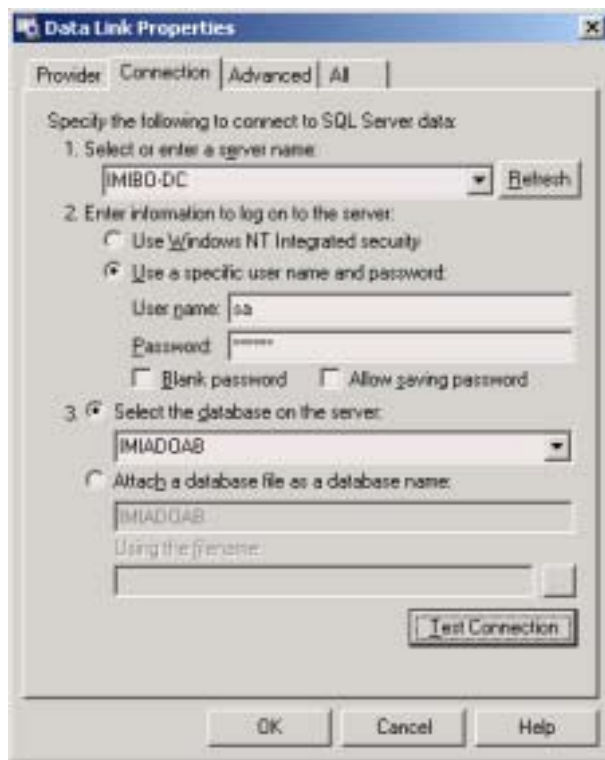 Data Link Properties
Provider Connection Advanced All
Specify the following to connect to SQL Server data:
1. Select or enter a server name:
IMIBO-DC Refresh
2. Enter information to log on to the server:
Use Windows NT Integrated security
Use a specific user name and password:
User name: sa
Password: ******
Blank password Allow saving password
3. Select the database on the server:
IMIADOAB
Attach a database file as a database name:
IMIADOAB
Using the filename:
Test Connection
OK Cancel Help